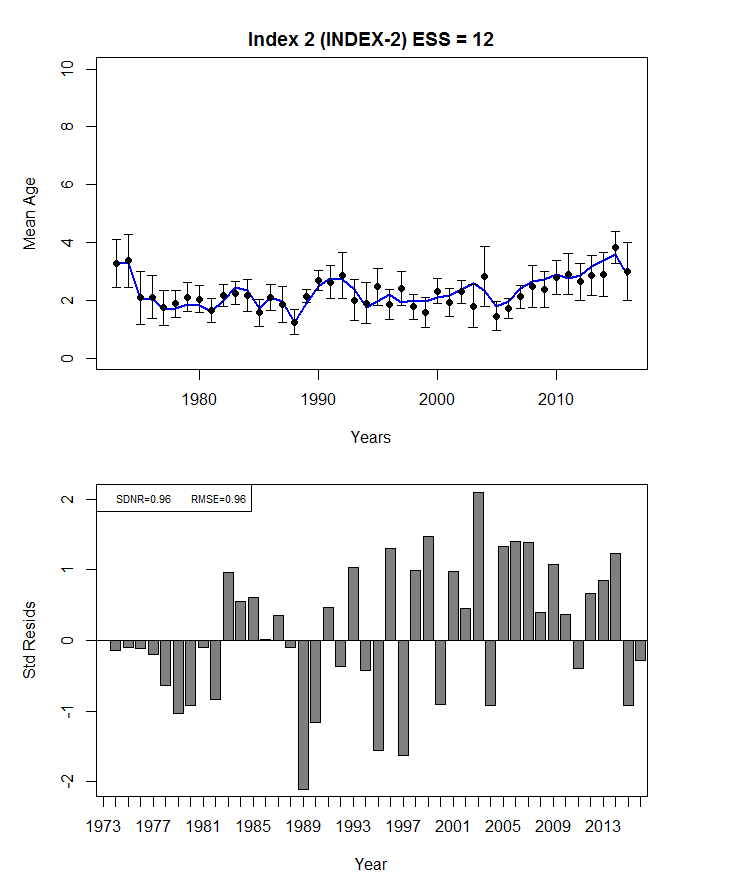 Index 2 (INDEX-2) ESS = 12
10
8
6
4
2
0
Mean Age
1980 1990 2000 2010
Years
SDNR=0.96 RMSE=0.96
2
1
0
-1
-2
Std Resids
1973 1977 1981 1985 1989 1993 1997 2001 2005 2009 2013
Year